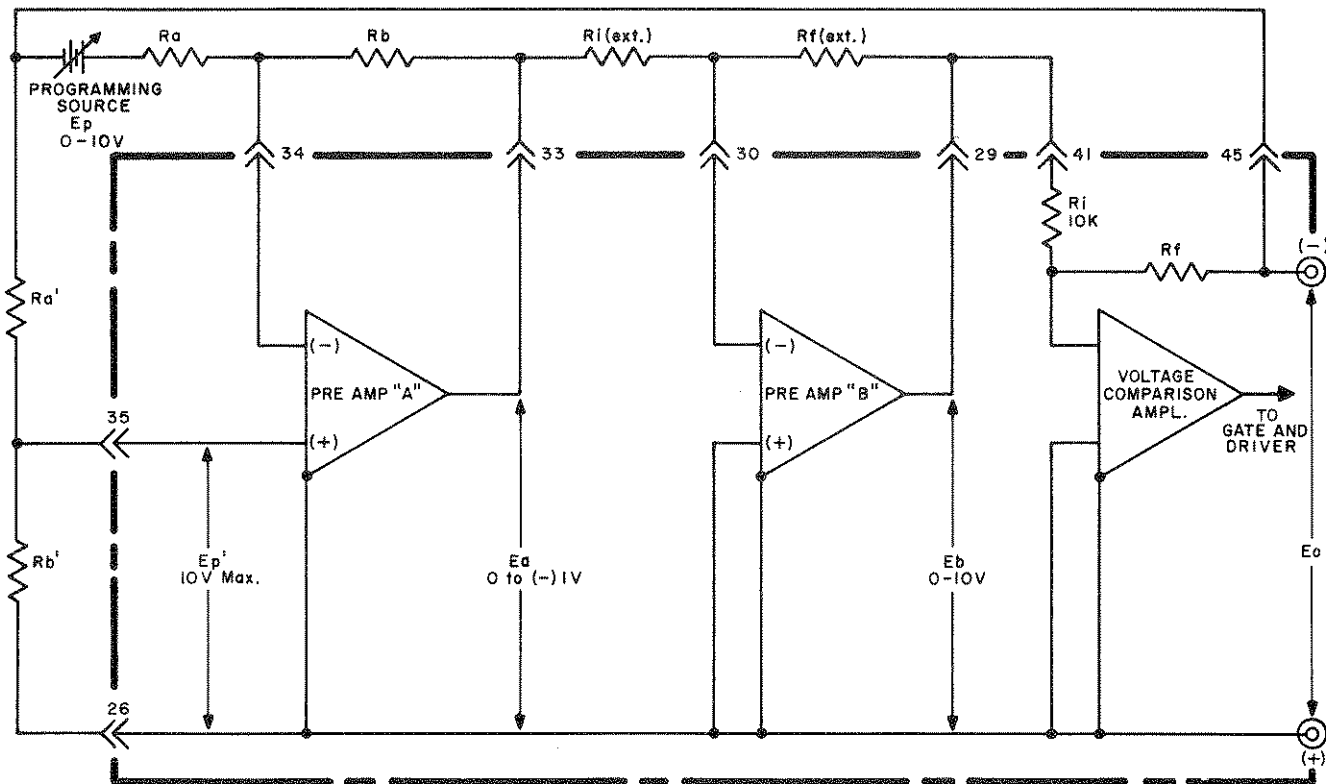 Ra
Rb
Ri(ext.)
Rf(ext.)
PROGRAMMING
SOURCE
Ep
0-10V
34
33
30
29
41
45
Ri
10K
Rf
(-)
Ra'
(-)
PRE AMP "A"
(+)
(-)
PRE AMP "B"
(+)
VOLTAGE
COMPARISON
AMPL.
TO
GATE AND
DRIVER
35
Rb'
Ep'
10V Max.
Ea
0 to (-)1V
Eb
0-10V
Eo
26
(+)